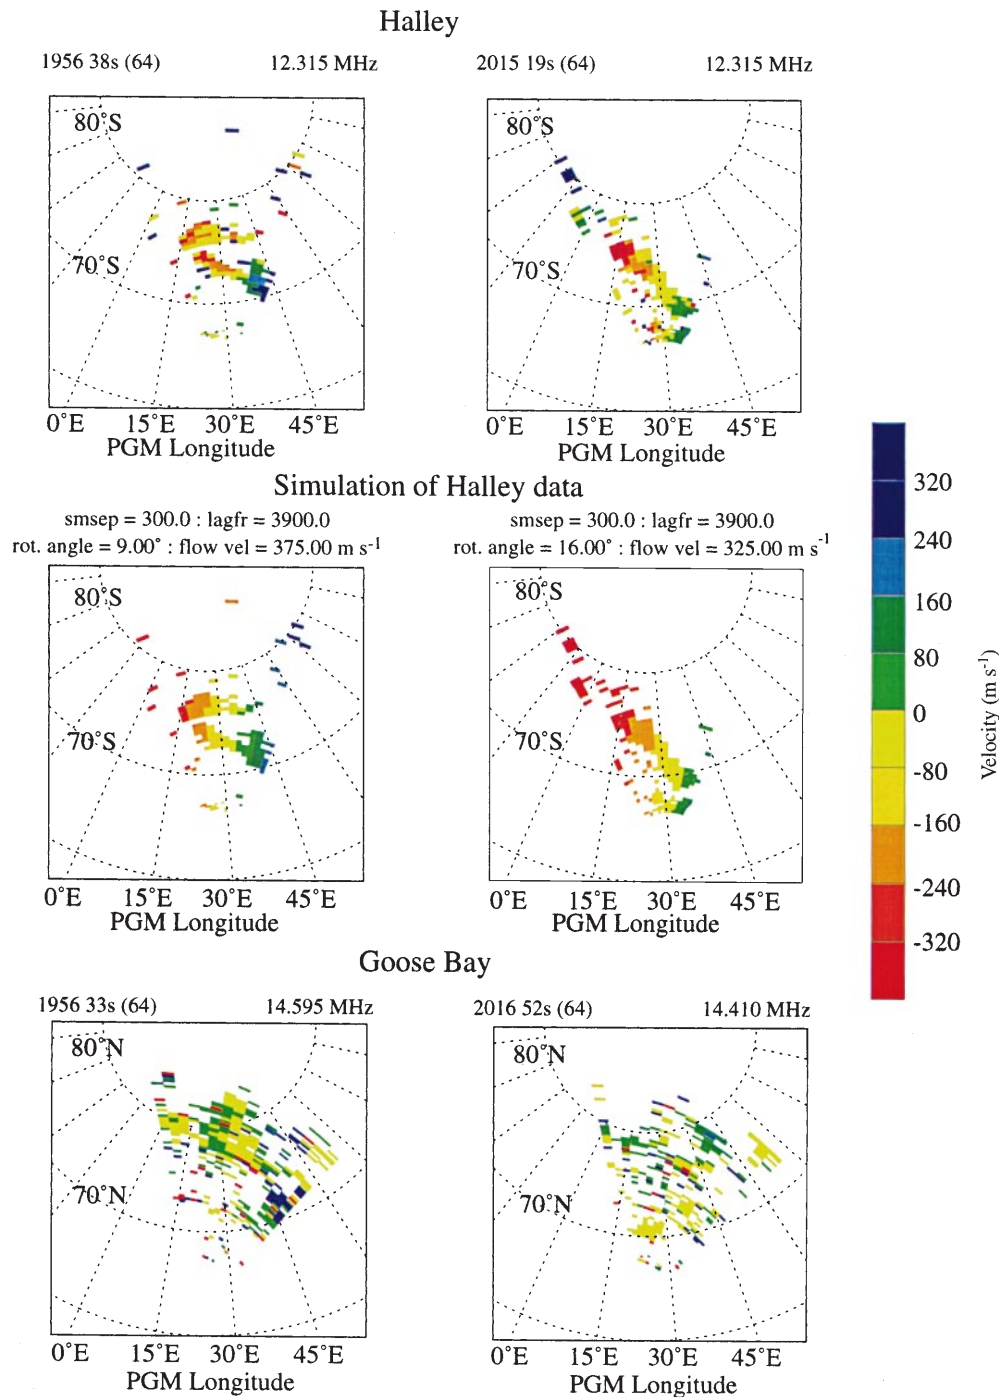 Halley
1956 38s (64) 12.315 MHz
2015 19s (64) 12.315 MHz
80°S
80°S
70°S
70°S
0°E 15°E 30°E 45°E
0°E 15°E 30°E 45°E
PGM Longitude
PGM Longitude
Simulation of Halley data
smsep = 300.0 : lagfr = 3900.0
smsep = 300.0 : lagfr = 3900.0
rot. angle = 9.00° : flow vel = 375.00 m s-1
rot. angle = 16.00° : flow vel = 325.00 m s-1
80°S
80°S
70°S
70°S
0°E 15°E 30°E 45°E
0°E 15°E 30°E 45°E
PGM Longitude
PGM Longitude
320
240
160
80
0
-80
-160
-240
-320
Velocity (m s-1)
Goose Bay
1956 33s (64) 14.595 MHz
2016 52s (64) 14.410 MHz
80°N
80°N
70°N
70°N
0°E 15°E 30°E 45°E
0°E 15°E 30°E 45°E
PGM Longitude
PGM Longitude